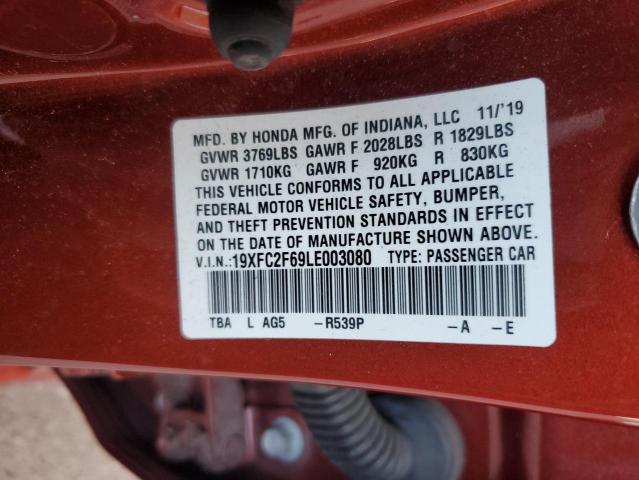 MFD. BY HONDA MFG. OF INDIANA, LLC 11/'19
GVWR 3769LBS GAWR F 2028LBS R 1829LBS
GVWR 1710KG GAWR F 920KG R 830KG
THIS VEHICLE CONFORMS TO ALL APPLICABLE
FEDERAL MOTOR VEHICLE SAFETY, BUMPER,
AND THEFT PREVENTION STANDARDS IN EFFECT
ON THE DATE OF MANUFACTURE SHOWN ABOVE.
V.I.N.:19XFC2F69LE003080 TYPE: PASSENGER CAR
TBA L AG5 -R539P -A -E